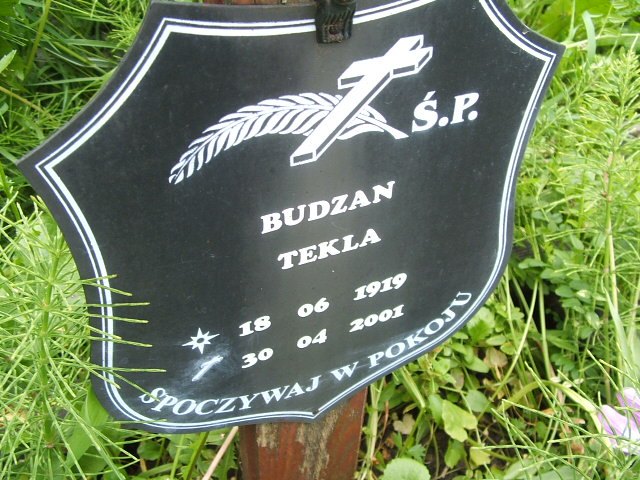 Ś.P.
BUDZAN
TEKLA
18 06 1919
30 04 2001
SPOCZYWAJ W POKOJU